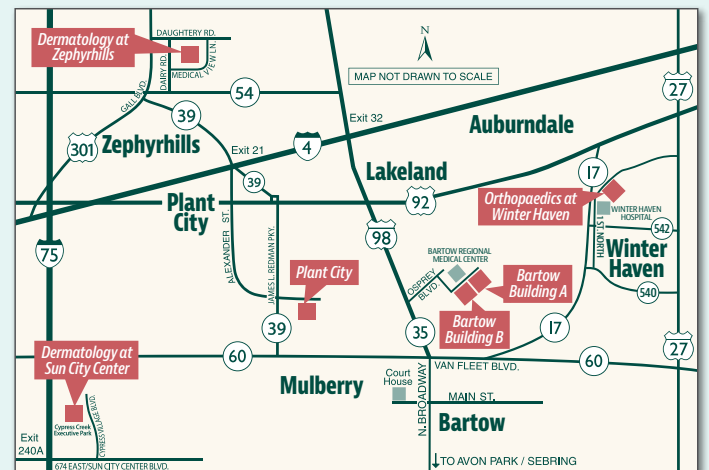 DAUGHTERY RD.
N
Dermatology at
Zephyrhills
DAIRY RD.
MEDICAL
VIEW LN.
MAP NOT DRAWN TO SCALE
27
GALL BLVD.
54
39
Exit 32
Auburndale
301
Zephyrhills
Exit 21
4
Lakeland
17
39
92
Orthopaedics at
Winter Haven
WINTER HAVEN
HOSPITAL
Plant
City
1 ST. NORTH
542
98
Winter
Haven
75
ALEXANDER ST.
JAMES L. REDMAN PKY.
BARTOW REGIONAL
MEDICAL CENTER
Plant City
OSPREY
BLVD.
Bartow
Building A
540
39
35
Bartow
Building B
17
27
Dermatology at
Sun City Center
60
60
VAN FLEET BLVD.
Mulberry
Court
House
MAIN ST.
N. BROADWAY
Bartow
Cypress Creek
Executive Park
CYPRESS VILLAGE BLVD.
Exit
240A
674 EAST/SUN CITY CENTER BLVD.
TO AVON PARK / SEBRING